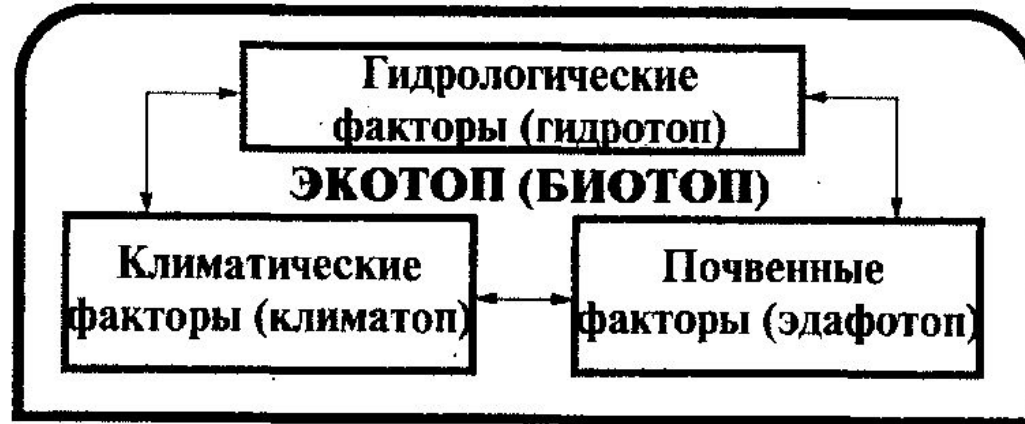 Гидрологические
факторы (гидротоп)
ЭКОТОП (БИОТОП)
Климатические
факторы (климатоп)
Почвенные
факторы (эдафотоп)